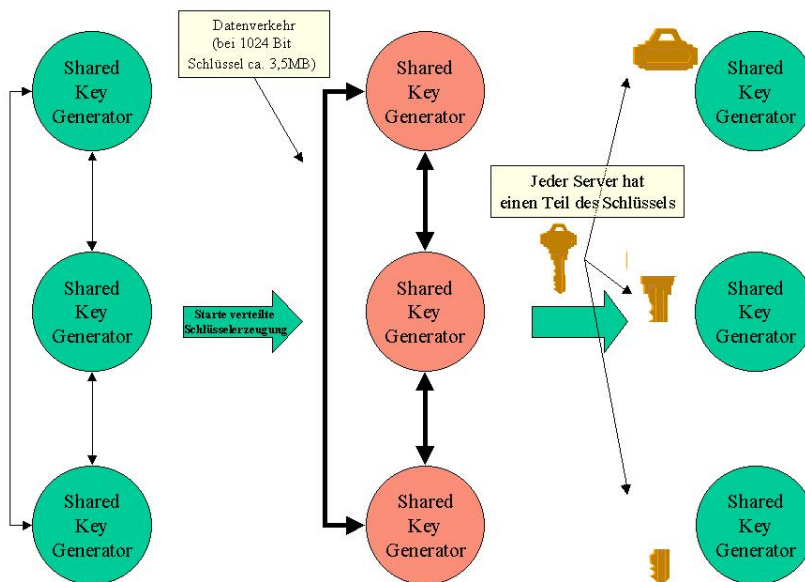 Shared
Key
Generator
Datenverkehr
(bei 1024 Bit
Schlüssel ca. 3,5MB)
Shared
Key
Generator
Shared
Key
Generator
Jeder Server hat
einen Teil des Schlüssels
Shared
Key
Generator
Starte verteilte
Schlüsselerzeugung
Shared
Key
Generator
Shared
Key
Generator
Shared
Key
Generator
Shared
Key
Generator
Shared
Key
Generator